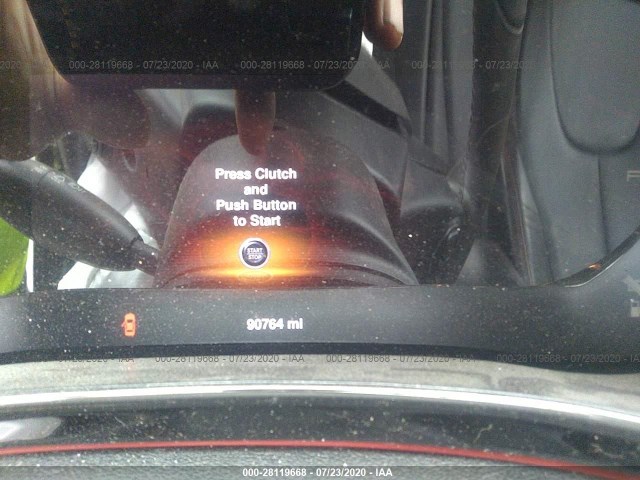 000-28119668 - 07/23/2020 - IAA 000-28119668 - 07/23/2020 - IAA 000-28119668 - 07/23/2020
Press Clutch
and
Push Button
to Start
START
STOP
90764 mi
000-28119668 - 07/23/2020 - IAA 000-28119668 - 07/23/2020 - IAA 000-28119668 - 07/23/2020
000-28119668 - 07/23/2020 - IAA